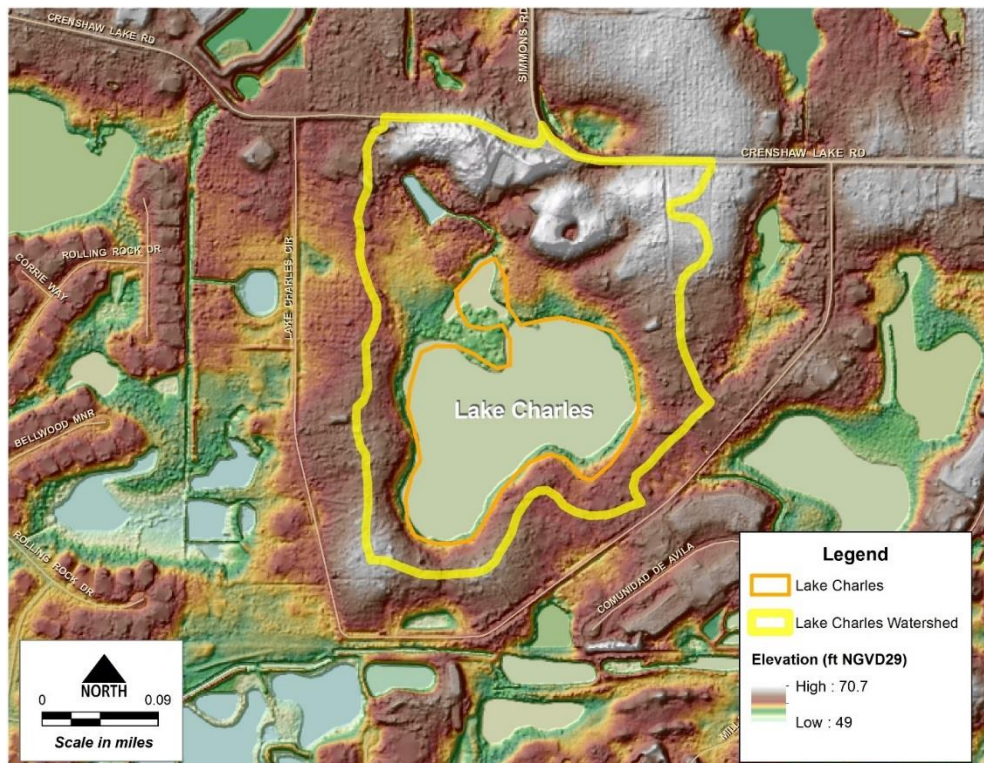 CRENSHAW LAKE RD
SIMMONS RD
CRENSHAW LAKE RD
ROLLING ROCK DR
CORRIE WAY
LAKE CHARLES CIR
Lake Charles
BELLWOOD MNR
ROLLING ROCK DR
COMUNIDAD DE AVILA
Legend
Lake Charles
Lake Charles Watershed
Elevation (ft NGVD29)
High : 70.7
Low : 49
NORTH
0 0.09
Scale in miles